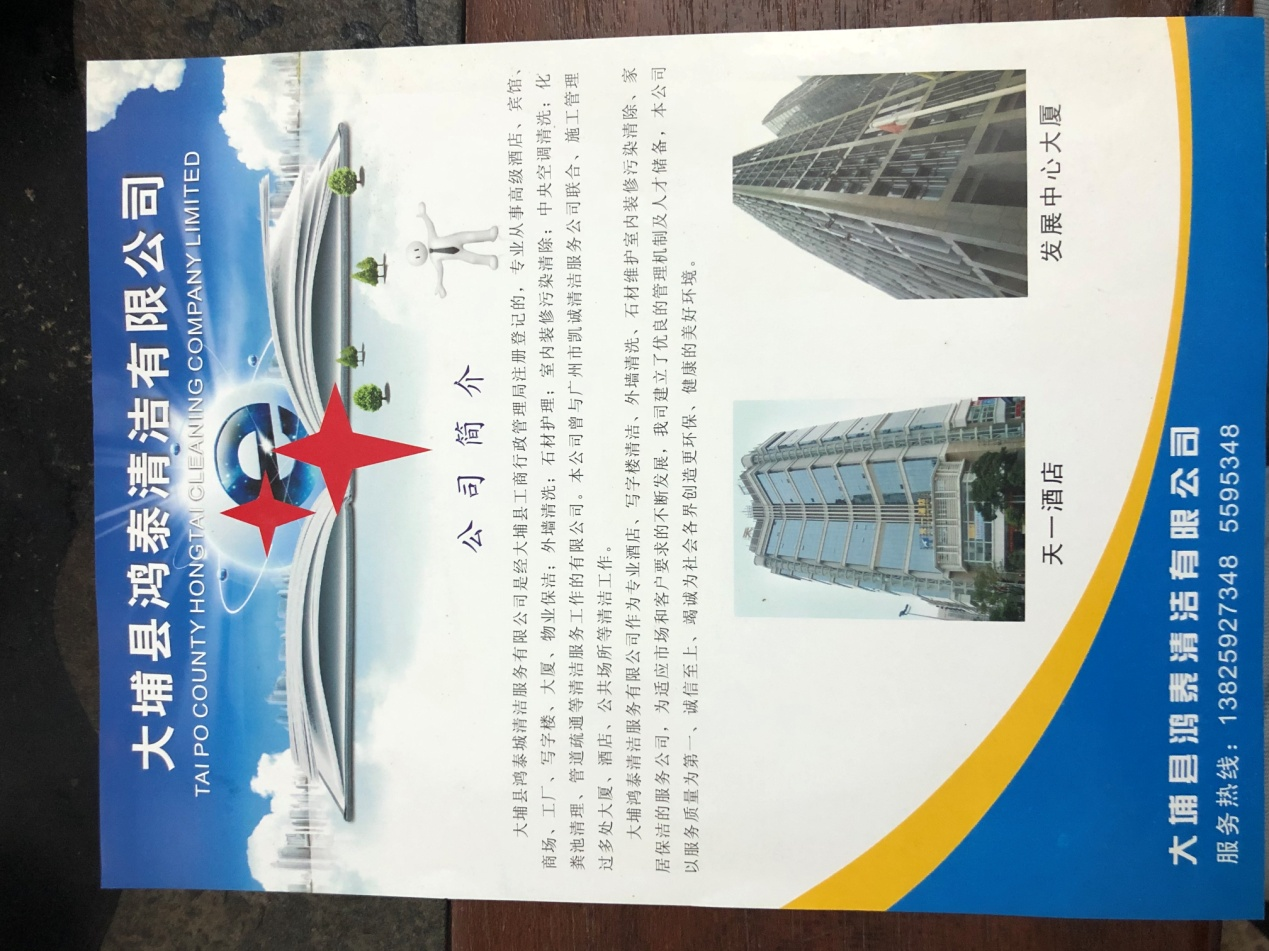 大埔县鸿泰清洁有限公司
TAI PO COUNTY HONGTAI CLEANING COMPANY LIMITED
公司简介
大埔县鸿泰城清洁服务有限公司是经大埔县工商行政管理局注册登记的，专业从事高级酒店、宾馆、
商场、工厂、写字楼、大厦、物业保洁；外墙清洗；石材护理；室内装修污染清除；中央空调清洗；化
粪池清理、管道疏通等清洁服务工作的有限公司。本公司曾与广州市凯诚清洁服务公司联合、施工管理
过多处大厦、酒店、公共场所等清洁工作。
大埔鸿泰清洁服务有限公司作为专业酒店、写字楼清洁、外墙清洗、石材维护室内装修污染清除、家
居保洁的服务公司，为适应市场和客户要求的不断发展，我司建立了优良的管理机制及人才储备，本公司
以服务质量为第一、诚信至上、竭诚为社会各界创造更环保、健康的美好环境。
天一酒店
发展中心大厦
大埔县鸿泰清洁有限公司
服务热线：13825927348 5595348